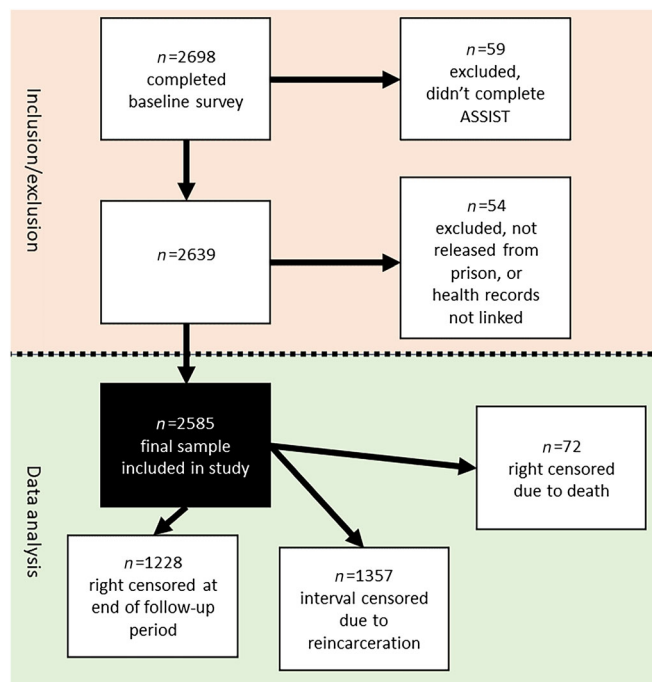 Inclusion/exclusion
n=2698
completed
baseline survey
n=59
excluded,
didn’t complete
ASSIST
n=2639
n=54
excluded, not
released from
prison, or
health records
not linked
Data analysis
n=2585
final sample
included in study
n=72
right censored
due to death
n=1228
right censored at
end of follow-up
period
n=1357
interval censored
due to
reincarceration